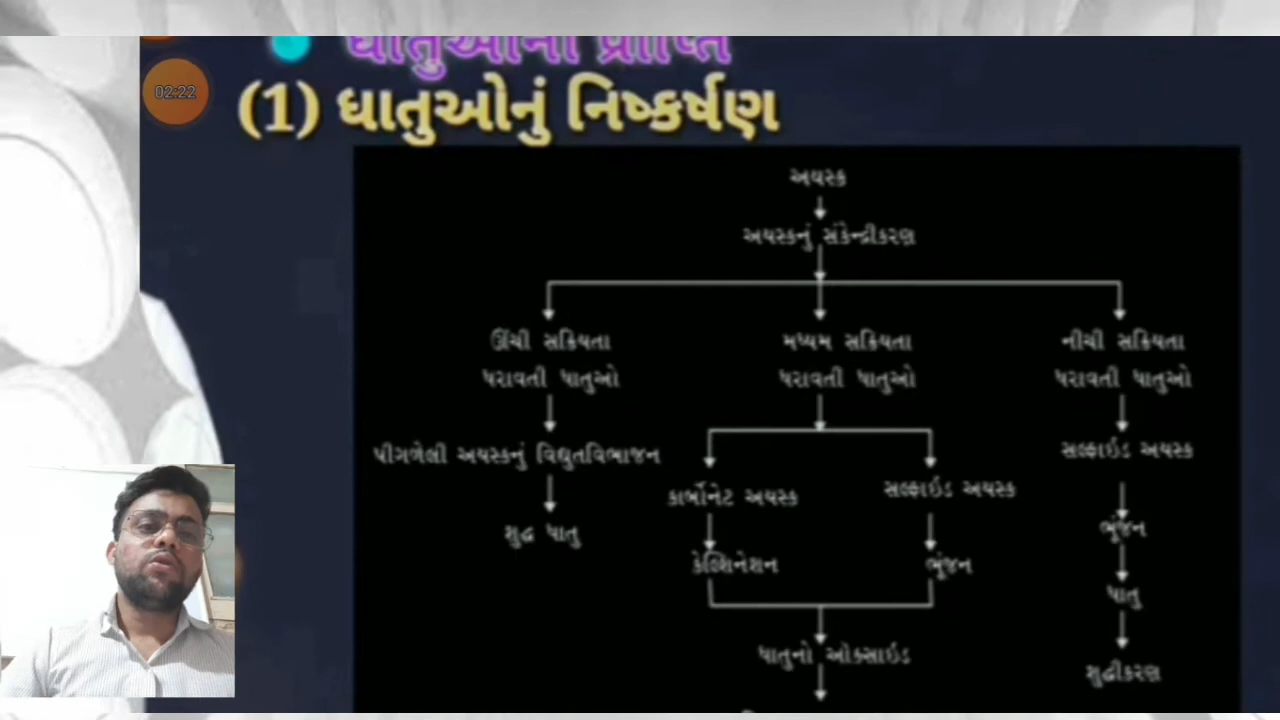 ધાતુઓની પ્રાપ્તિ
02:22
(1) ધાતુઓનું નિષ્કર્ષણ
અયસ્ક
અયસ્કનું સંકેન્દ્રીકરણ
ઊંચી સક્રિયતા
ધરાવતી ધાતુઓ
મધ્યમ સક્રિયતા
ધરાવતી ધાતુઓ
નીચી સક્રિયતા
ધરાવતી ધાતુઓ
પીગળેલી અયસ્કનું વિદ્યુતવિભાજન
શુદ્ધ ધાતુ
કાર્બોનેટ અયસ્ક
કેલ્શિનેશન
સલ્ફાઇડ અયસ્ક
ભૂંજન
ધાતુનો ઑક્સાઇડ
સલ્ફાઇડ અયસ્ક
ભૂંજન
ધાતુ
શુદ્ધીકરણ